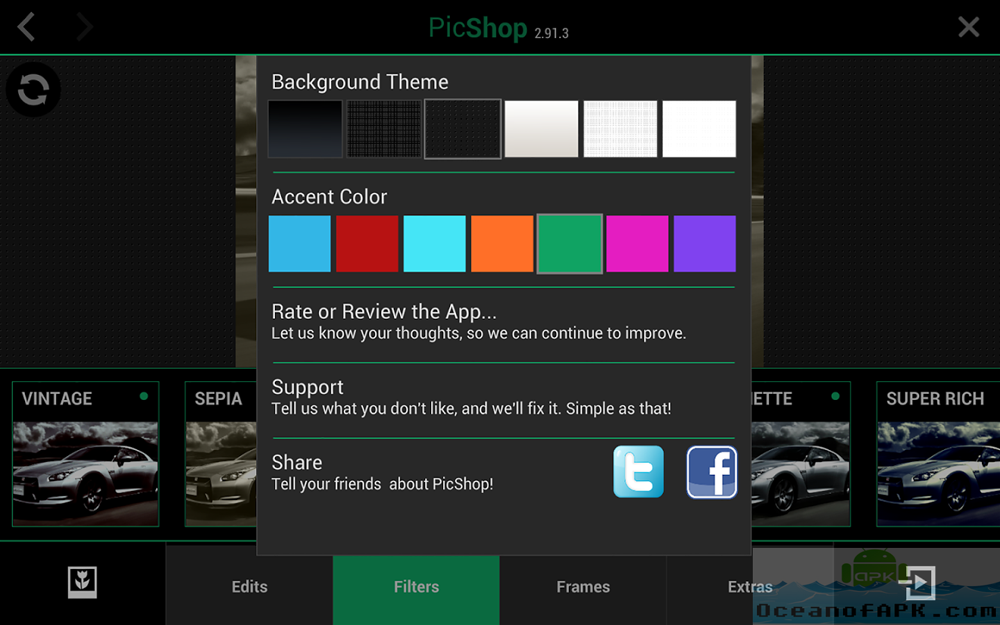 PicShop 2.91.3
Background Theme
Accent Color
Rate or Review the App...
Let us know your thoughts, so we can continue to improve.
Support
Tell us what you don't like, and we'll fix it. Simple as that!
Share
Tell your friends about PicShop!
t
f
VINTAGE
SEPIA
ETTE
SUPER RICH
Edits
Filters
Frames
Extras
APK
OceanofAPK.com